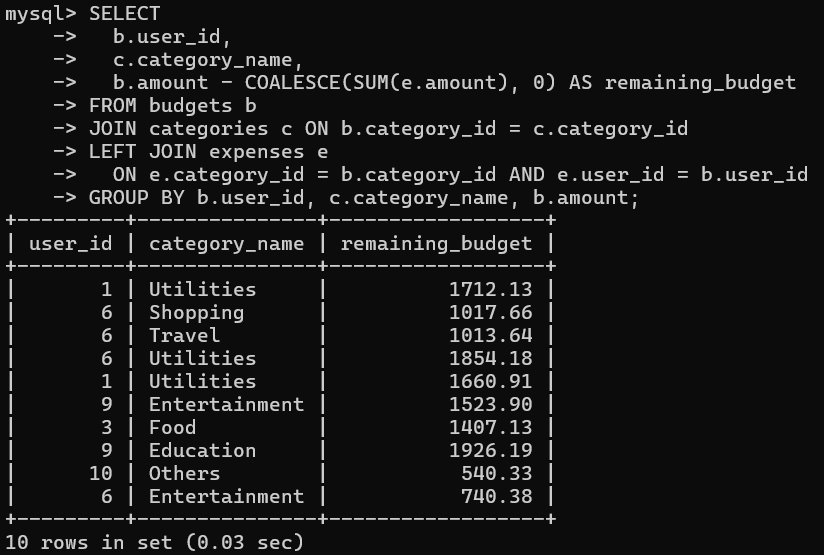 mysql> SELECT
    ->   b.user_id,
    ->   c.category_name,
    ->   b.amount - COALESCE(SUM(e.amount), 0) AS remaining_budget
    -> FROM budgets b
    -> JOIN categories c ON b.category_id = c.category_id
    -> LEFT JOIN expenses e
    ->   ON e.category_id = b.category_id AND e.user_id = b.user_id
    -> GROUP BY b.user_id, c.category_name, b.amount;
+---------+---------------+------------------+
| user_id | category_name | remaining_budget |
+---------+---------------+------------------+
|       1 | Utilities     |          1712.13 |
|       6 | Shopping      |          1017.66 |
|       6 | Travel        |          1013.64 |
|       6 | Utilities     |          1854.18 |
|       1 | Utilities     |          1660.91 |
|       9 | Entertainment |          1523.90 |
|       3 | Food          |          1407.13 |
|       9 | Education     |          1926.19 |
|      10 | Others        |           540.33 |
|       6 | Entertainment |           740.38 |
+---------+---------------+------------------+
10 rows in set (0.03 sec)